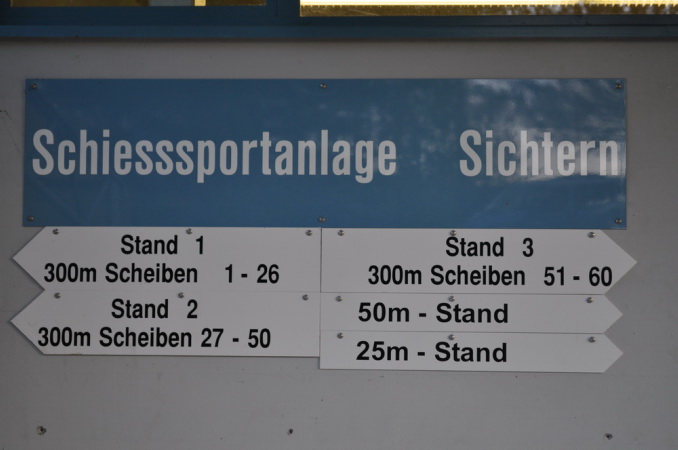 Schiesssportanlage Sichtern
Stand 1
300m Scheiben 1 - 26
Stand 2
300m Scheiben 27 - 50
Stand 3
300m Scheiben 51 - 60
50m - Stand
25m - Stand